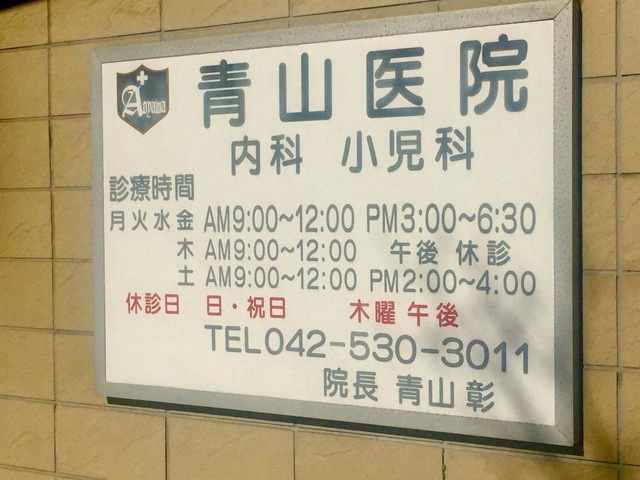 Aoyama
青山医院
内科 小児科
診療時間
月火水金 AM9:00~12:00 PM3:00~6:30
木 AM9:00~12:00 午後 休診
土 AM9:00~12:00 PM2:00~4:00
休診日 日・祝日 木曜 午後
TEL042-530-3011
院長 青山 彰